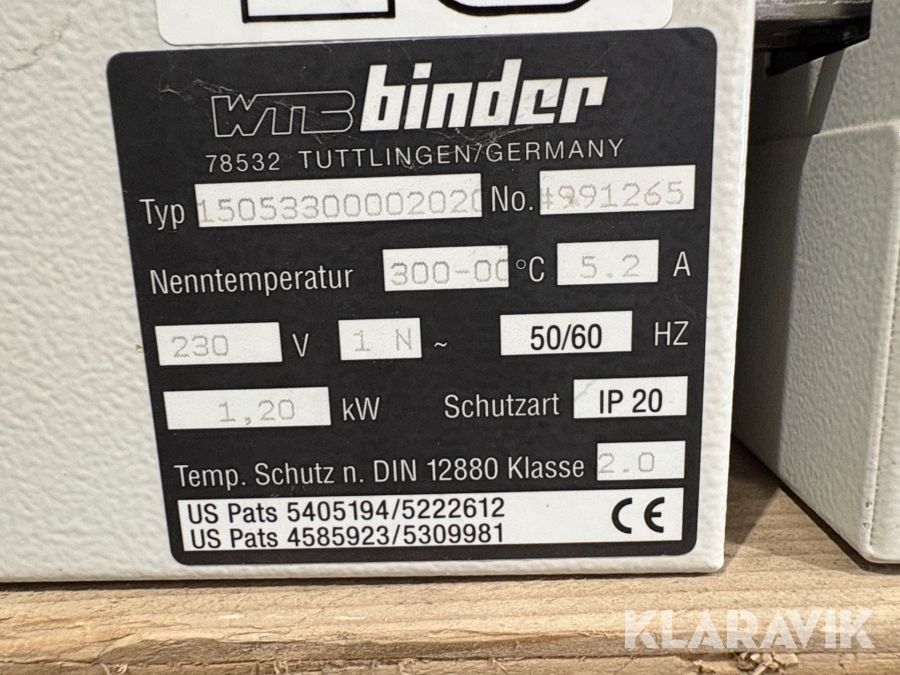 WTB binder
78532 TUTTLINGEN/GERMANY
Typ 15053300002020 No. #991265
Nenntemperatur 300-00 °C 5.2 A
230 V 1 N ~ 50/60 HZ
1,20 kW Schutzart IP 20
Temp. Schutz n. DIN 12880 Klasse 2.0
US Pats 5405194/5222612
US Pats 4585923/5309981
CE
KLARAVIK